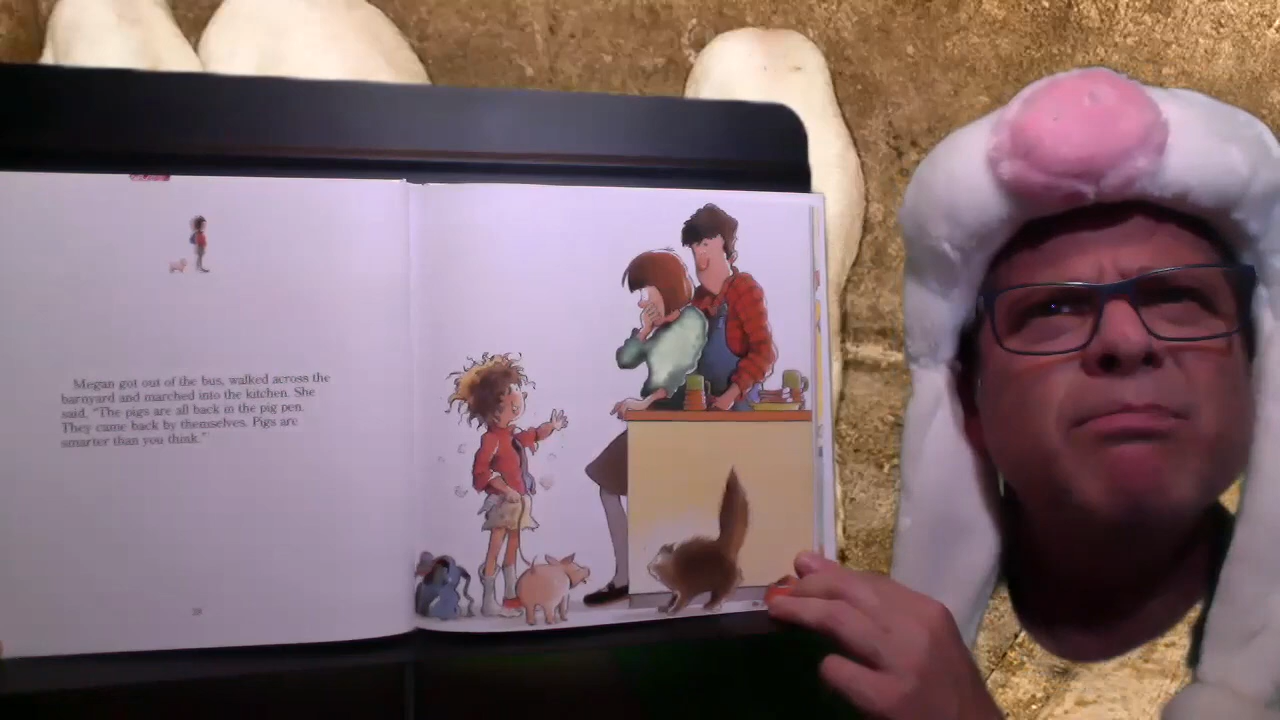 Megan got out of the bus, walked across the
barnyard and marched into the kitchen. She
said, "The pigs are all back in the pig pen.
They came back by themselves. Pigs are
smarter than you think."